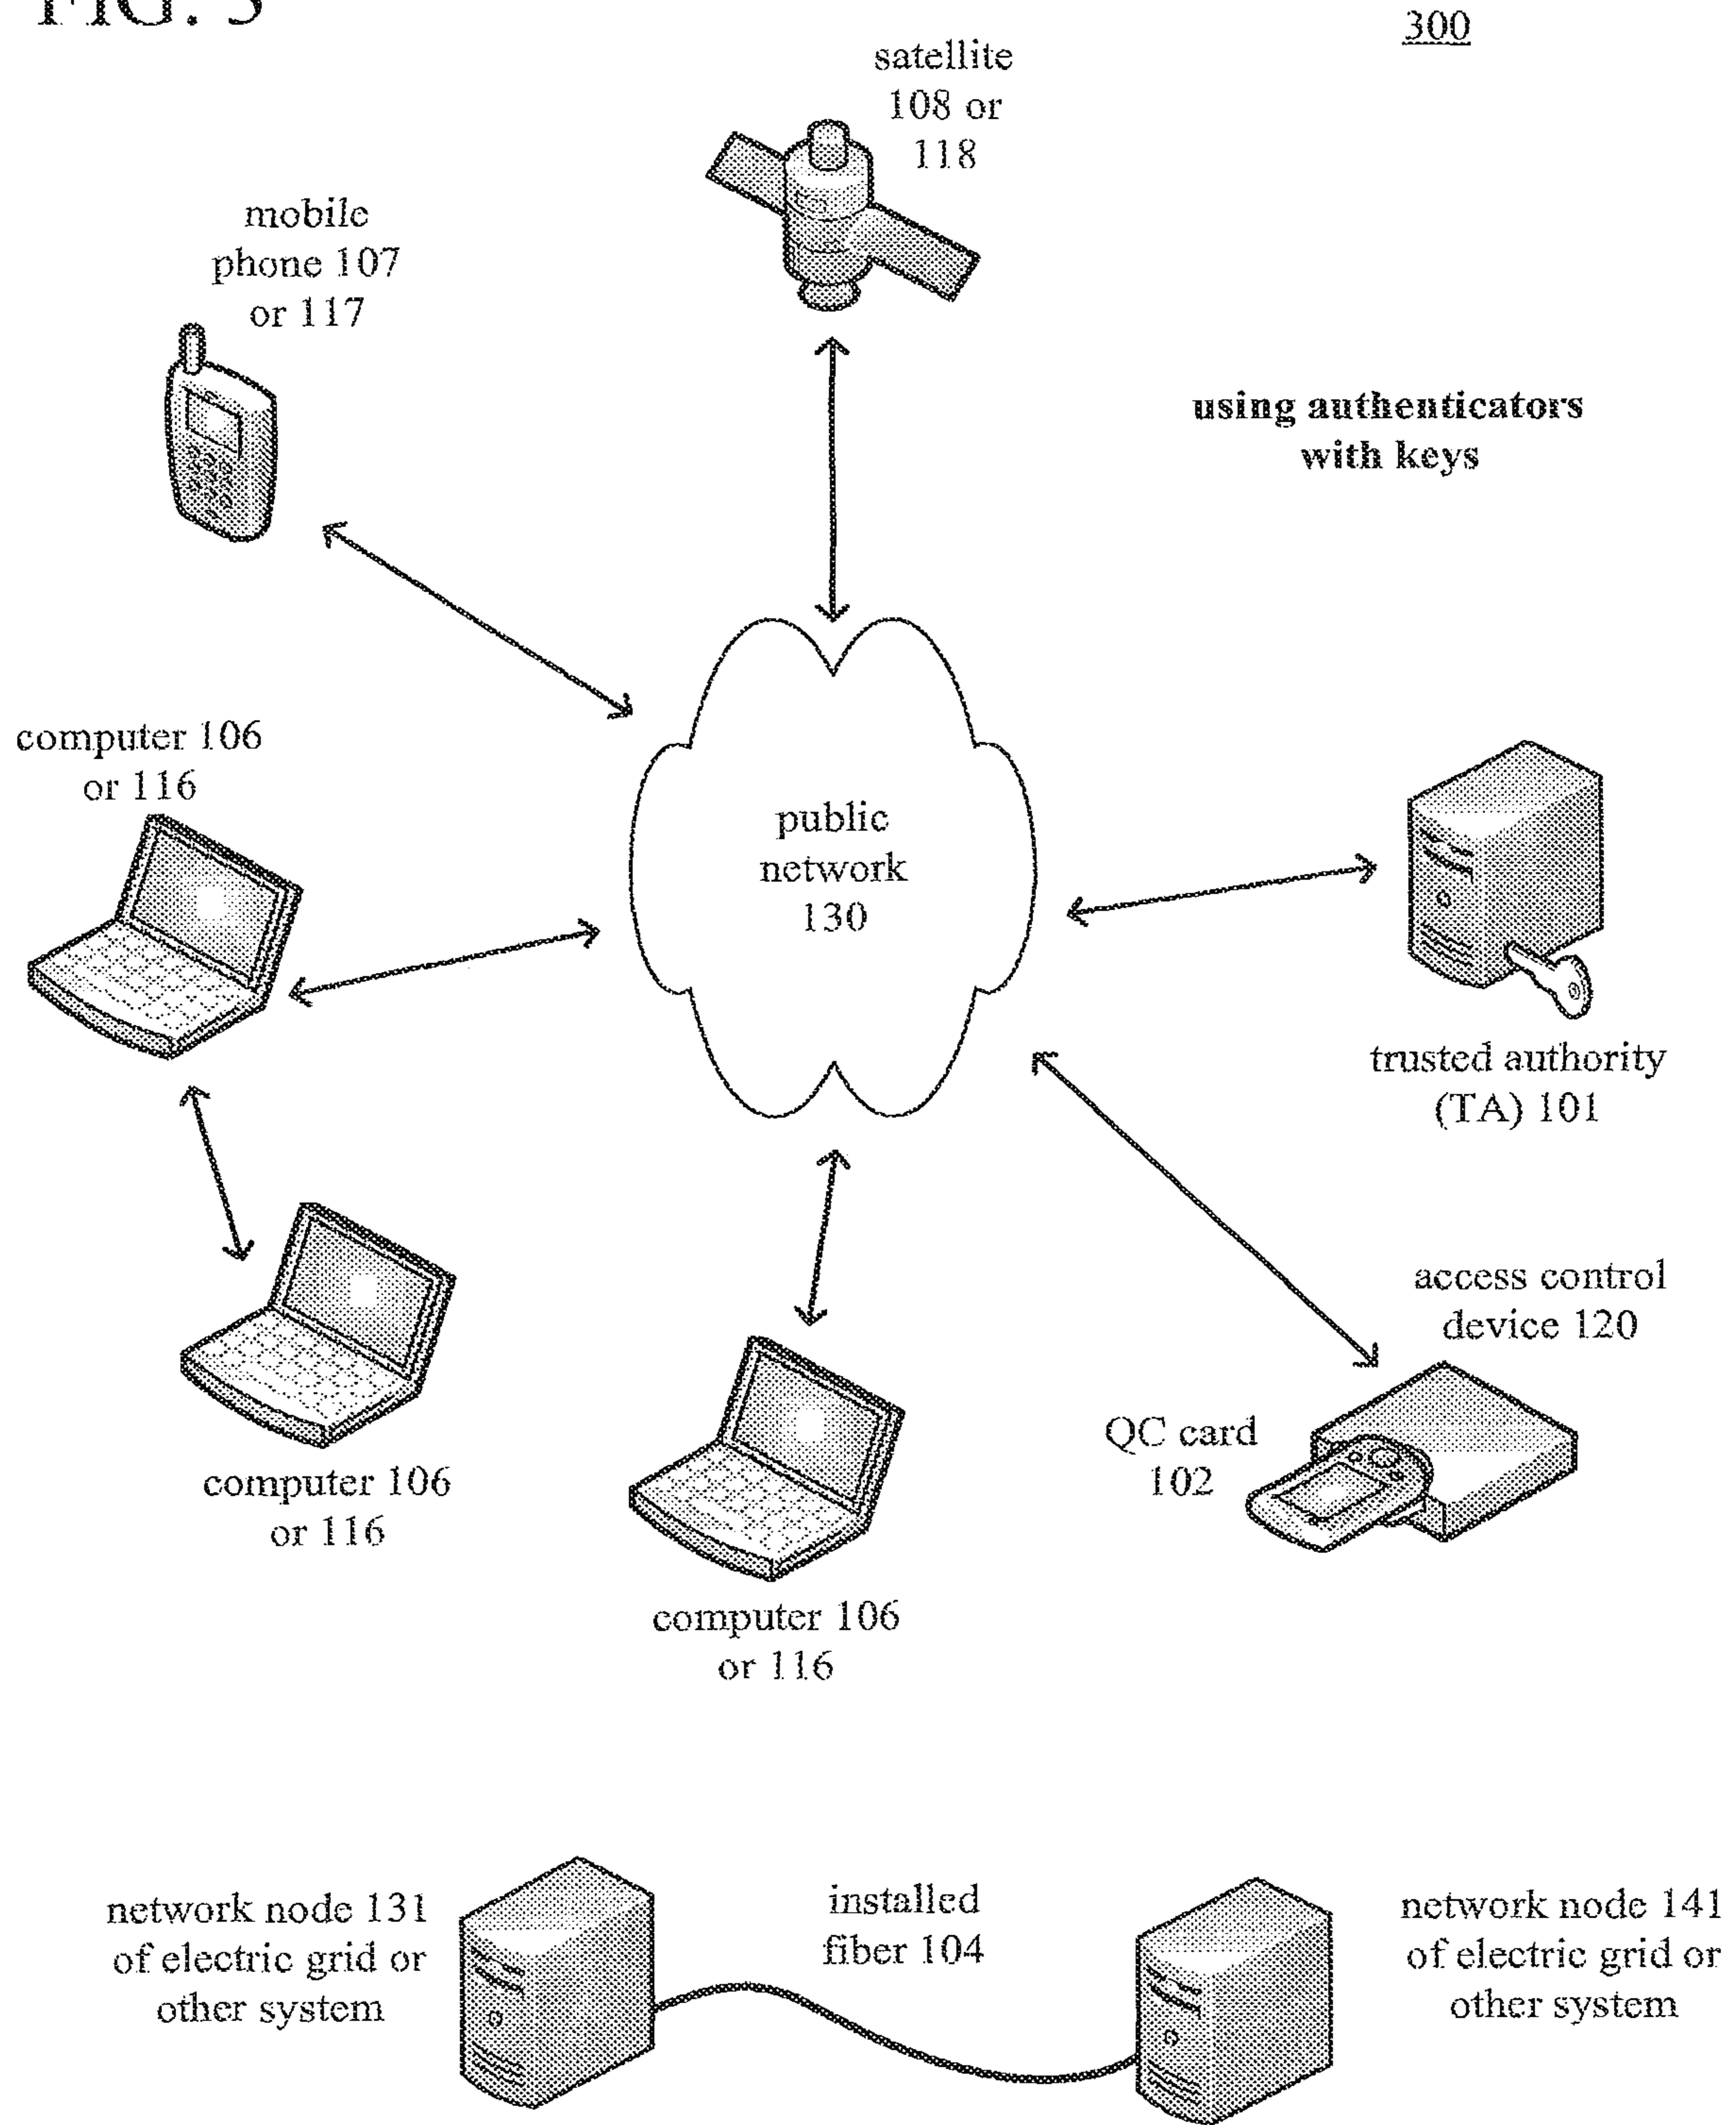 FIG. 3
300
satellite
108 or
118
mobile
phone 107
or 117
using authenticators
with keys
computer 106
or 116
public
network
130
trusted authority
(TA) 101
access control
device 120
QC card
102
computer 106
or 116
computer 106
or 116
network node 131
of electric grid or
other system
installed
fiber 104
network node 141
of electric grid or
other system